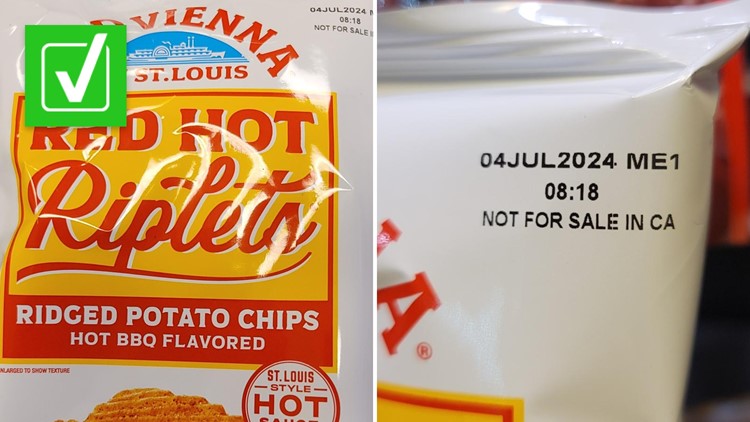 VIENNA
ST. LOUIS
RED HOT
Riplets
RIDGED POTATO CHIPS
HOT BBQ FLAVORED
ENLARGED TO SHOW TEXTURE
ST. LOUIS
STYLE
HOT
04JUL2024
08:18
NOT FOR SALE
04JUL2024 ME1
08:18
NOT FOR SALE IN CA
A®